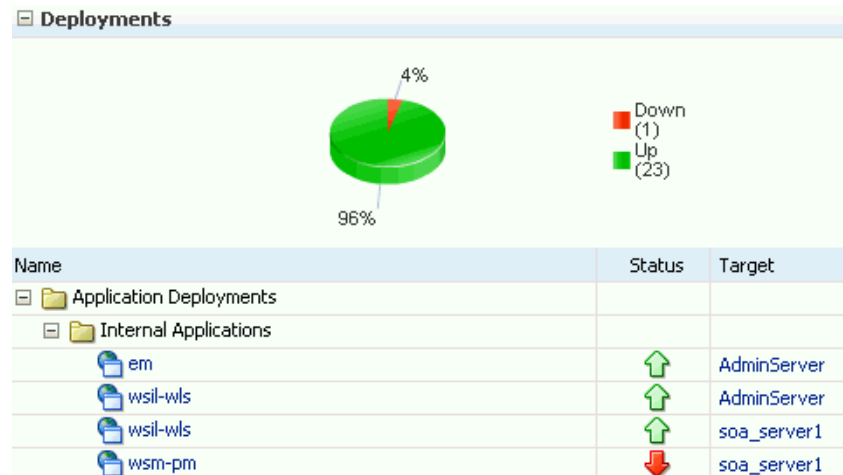 Deployments
4%
Down
(1)
Up
(23)
96%
Name Status Target
Application Deployments
Internal Applications
em AdminServer
wsil-wls AdminServer
wsil-wls soa_server1
wsm-pm soa_server1